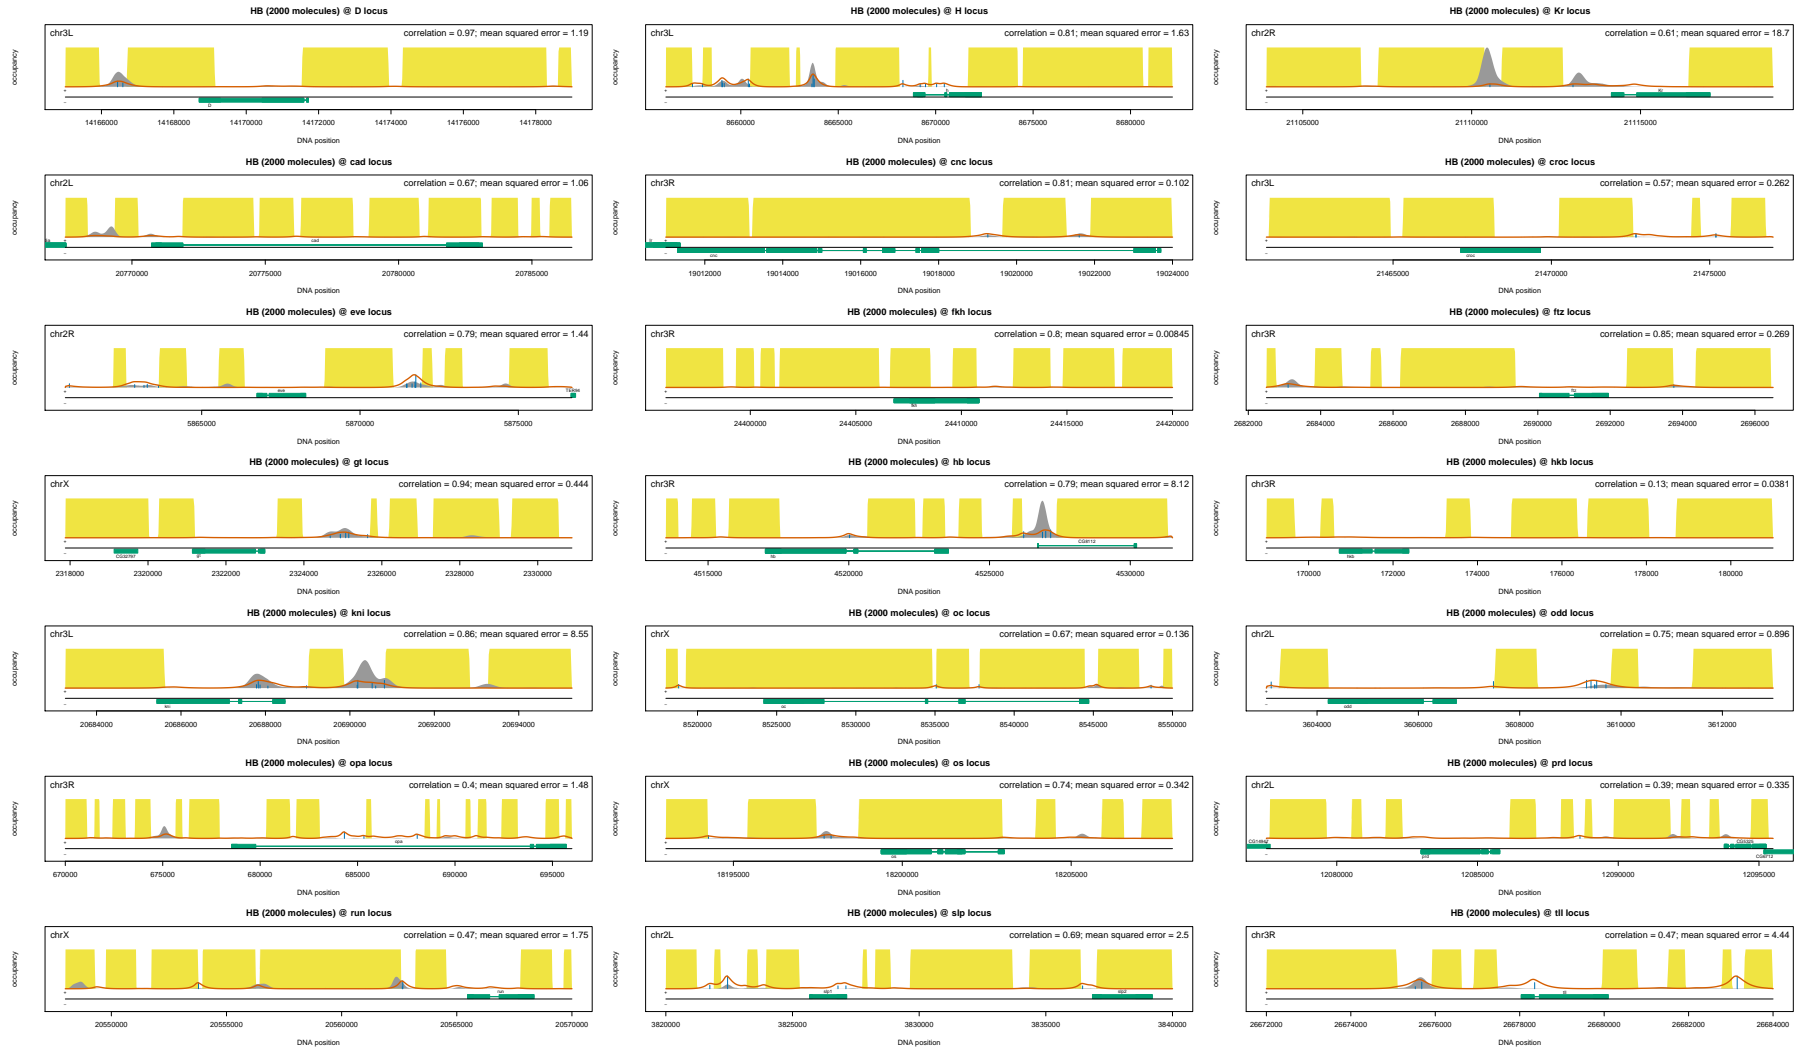 HB (2000 molecules) @ D locus
chr3L
correlation = 0.97; mean squared error = 1.19
occupancy
D
14166000 14168000 14170000 14172000 14174000 14176000 14178000
DNA position
HB (2000 molecules) @ H locus
chr3L
correlation = 0.81; mean squared error = 1.63
occupancy
8660000 8665000 8670000 8675000 8680000
DNA position
HB (2000 molecules) @ Kr locus
chr2R
correlation = 0.61; mean squared error = 18.7
occupancy
21105000 21110000 21115000
DNA position
HB (2000 molecules) @ cad locus
chr2L
correlation = 0.67; mean squared error = 1.06
occupancy
cad
20770000 20775000 20780000 20785000
DNA position
HB (2000 molecules) @ cnc locus
chr3R
correlation = 0.81; mean squared error = 0.102
occupancy
cnc
19012000 19014000 19016000 19018000 19020000 19022000 19024000
DNA position
HB (2000 molecules) @ croc locus
chr3L
correlation = 0.57; mean squared error = 0.262
occupancy
croc
21465000 21470000 21475000
DNA position
HB (2000 molecules) @ eve locus
chr2R
correlation = 0.79; mean squared error = 1.44
occupancy
eve
TER94
5865000 5870000 5875000
DNA position
HB (2000 molecules) @ fkh locus
chr3R
correlation = 0.8; mean squared error = 0.00845
occupancy
fkh
24400000 24405000 24410000 24415000 24420000
DNA position
HB (2000 molecules) @ ftz locus
chr3R
correlation = 0.85; mean squared error = 0.269
occupancy
ftz
2682000 2684000 2686000 2688000 2690000 2692000 2694000 2696000
DNA position
HB (2000 molecules) @ gt locus
chrX
correlation = 0.94; mean squared error = 0.444
occupancy
CG32797
gt
2318000 2320000 2322000 2324000 2326000 2328000 2330000
DNA position
HB (2000 molecules) @ hb locus
chr3R
correlation = 0.79; mean squared error = 8.12
occupancy
hb
CG8112
4515000 4520000 4525000 4530000
DNA position
HB (2000 molecules) @ hkb locus
chr3R
correlation = 0.13; mean squared error = 0.0381
occupancy
hkb
170000 172000 174000 176000 178000 180000
DNA position
HB (2000 molecules) @ kni locus
chr3L
correlation = 0.86; mean squared error = 8.55
occupancy
kni
20684000 20686000 20688000 20690000 20692000 20694000
DNA position
HB (2000 molecules) @ oc locus
chrX
correlation = 0.67; mean squared error = 0.136
occupancy
oc
8520000 8525000 8530000 8535000 8540000 8545000 8550000
DNA position
HB (2000 molecules) @ odd locus
chr2L
correlation = 0.75; mean squared error = 0.896
occupancy
odd
3604000 3606000 3608000 3610000 3612000
DNA position
HB (2000 molecules) @ opa locus
chr3R
correlation = 0.4; mean squared error = 1.48
occupancy
opa
670000 675000 680000 685000 690000 695000
DNA position
HB (2000 molecules) @ os locus
chrX
correlation = 0.74; mean squared error = 0.342
occupancy
os
18195000 18200000 18205000
DNA position
HB (2000 molecules) @ prd locus
chr2L
correlation = 0.39; mean squared error = 0.335
occupancy
prd
CG5325
CG6712
12080000 12085000 12090000 12095000
DNA position
HB (2000 molecules) @ run locus
chrX
correlation = 0.47; mean squared error = 1.75
occupancy
run
20550000 20555000 20560000 20565000 20570000
DNA position
HB (2000 molecules) @ slp locus
chr2L
correlation = 0.69; mean squared error = 2.5
occupancy
slp1
slp2
3820000 3825000 3830000 3835000 3840000
DNA position
HB (2000 molecules) @ tll locus
chr3R
correlation = 0.47; mean squared error = 4.44
occupancy
tll
26672000 26674000 26676000 26678000 26680000 26682000 26684000
DNA position